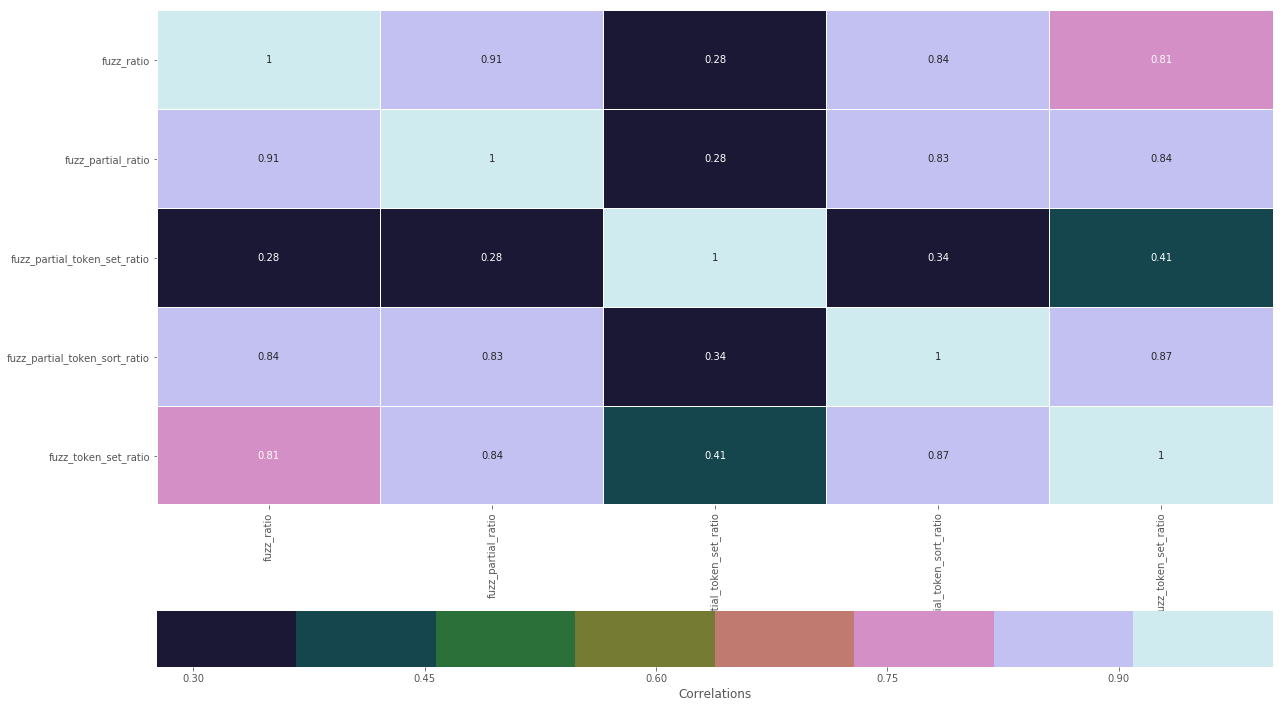 fuzz_ratio 1 0.91 0.28 0.84 0.81
fuzz_partial_ratio 0.91 1 0.28 0.83 0.84
fuzz_partial_token_set_ratio 0.28 0.28 1 0.34 0.41
fuzz_partial_token_sort_ratio 0.84 0.83 0.34 1 0.87
fuzz_token_set_ratio 0.81 0.84 0.41 0.87 1
fuzz_ratio
fuzz_partial_ratio
tial_token_set_ratio
ial_token_sort_ratio
uzz_token_set_ratio
0.30 0.45 0.60 0.75 0.90
Correlations